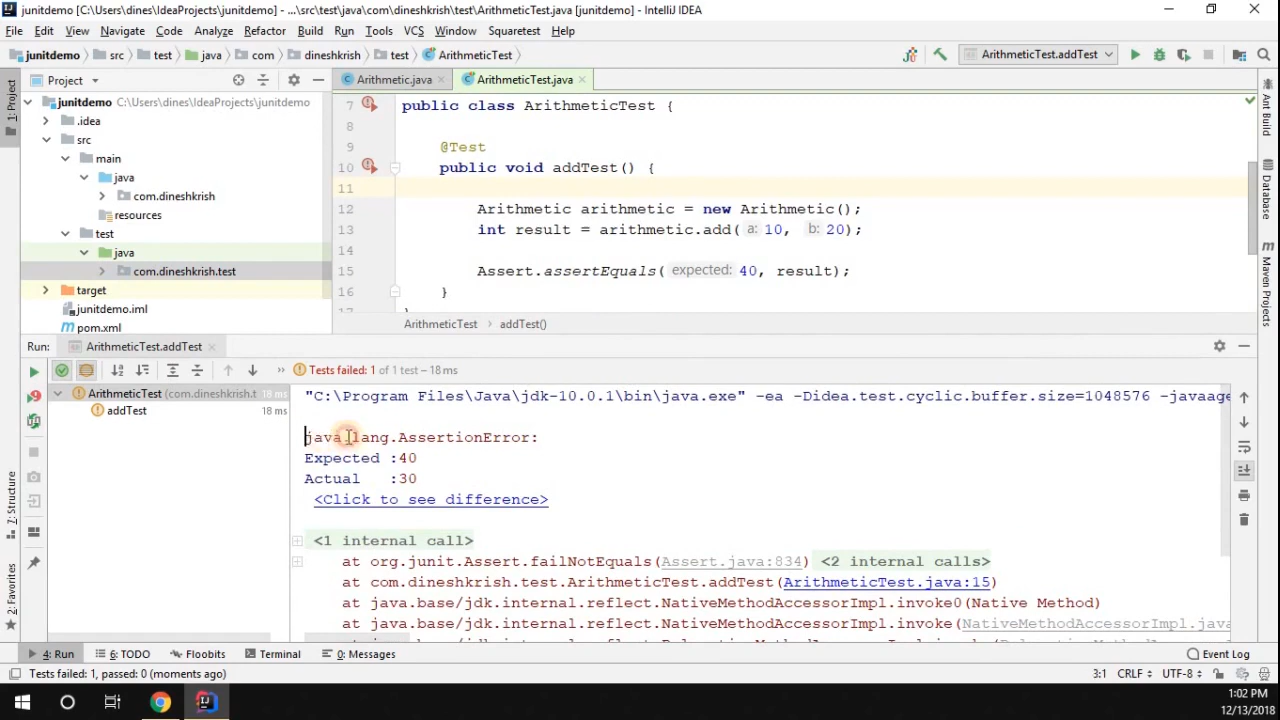 junitdemo [C:\Users\dines\IdeaProjects\junitdemo] - ...\src\test\java\com\dineshkrish\test\ArithmeticTest.java [junitdemo] - IntelliJ IDEA
File Edit View Navigate Code Analyze Refactor Build Run Tools VCS Window Squaretest Help
junitdemo src test java com dineshkrish test ArithmeticTest ArithmeticTest.addTest
1: Project
Project
Arithmetic.java ArithmeticTest.java
junitdemo C:\Users\dines\IdeaProjects\junitdemo
.idea
src
main
java
com.dineshkrish
resources
test
java
com.dineshkrish.test
target
junitdemo.iml
pom.xml
7 public class ArithmeticTest {
8
9 @Test
10 public void addTest() {
11
12 Arithmetic arithmetic = new Arithmetic();
13 int result = arithmetic.add( a: 10, b: 20);
14
15 Assert.assertEquals( expected: 40, result);
16 }
17
ArithmeticTest addTest()
Ant Build
Database
Maven Projects
Run: ArithmeticTest.addTest
Tests failed: 1 of 1 test – 18 ms
ArithmeticTest (com.dineshkrish.t 18 ms
addTest 18 ms
"C:\Program Files\Java\jdk-10.0.1\bin\java.exe" -ea -Didea.test.cyclic.buffer.size=1048576 -javaage
java.lang.AssertionError:
Expected :40
Actual :30
<Click to see difference>
<1 internal call>
at org.junit.Assert.failNotEquals(Assert.java:834) <2 internal calls>
at com.dineshkrish.test.ArithmeticTest.addTest(ArithmeticTest.java:15)
at java.base/jdk.internal.reflect.NativeMethodAccessorImpl.invoke0(Native Method)
at java.base/jdk.internal.reflect.NativeMethodAccessorImpl.invoke(NativeMethodAccessorImpl.java
Z: Structure
2: Favorites
4: Run 6: TODO Floobits Terminal 0: Messages Event Log
Tests failed: 1, passed: 0 (moments ago) 3:1 CRLF UTF-8
1:02 PM
12/13/2018